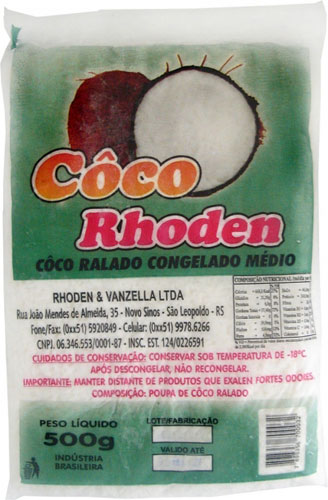 Côco
Rhoden
CÔCO RALADO CONGELADO MÉDIO
RHODEN & VANZELLA LTDA
Rua João Mendes de Almeida, 35 - Novo Sinos - São Leopoldo - RS
Fone/Fax: (0xx51) 5920849 - Celular: (0xx51) 9978.6266
CNPJ. 06.346.553/0001-87 - INSC. EST. 124/0226591
COMPOSIÇÃO NUTRICIONAL
CUIDADOS DE CONSERVAÇÃO: CONSERVAR SOB TEMPERATURA DE -18ºC.
APÓS DESCONGELAR, NÃO RECONGELAR.
IMPORTANTE: MANTER DISTANTE DE PRODUTOS QUE EXALEN FORTES ODORES.
COMPOSIÇÃO: POUPA DE CÔCO RALADO
PESO LÍQUIDO
500g
INDÚSTRIA
BRASILEIRA
LOTE/FABRICAÇÃO
VALIDO ATÉ